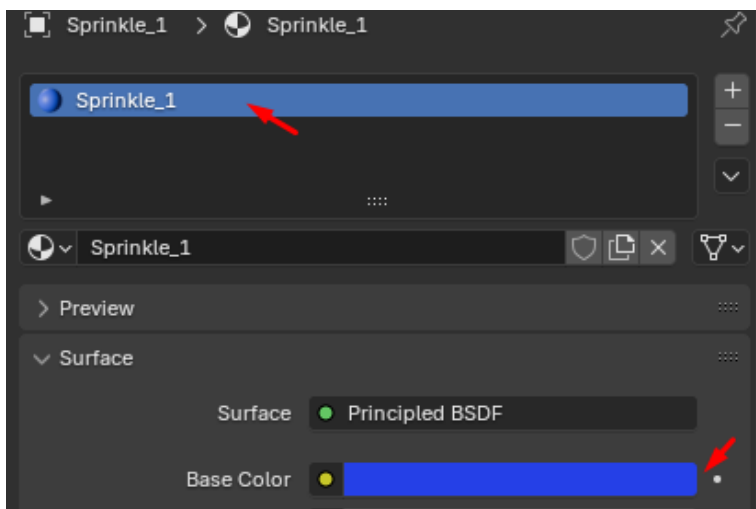 Sprinkle_1 > Sprinkle_1
Sprinkle_1
Sprinkle_1
Preview
Surface
Surface Principled BSDF
Base Color